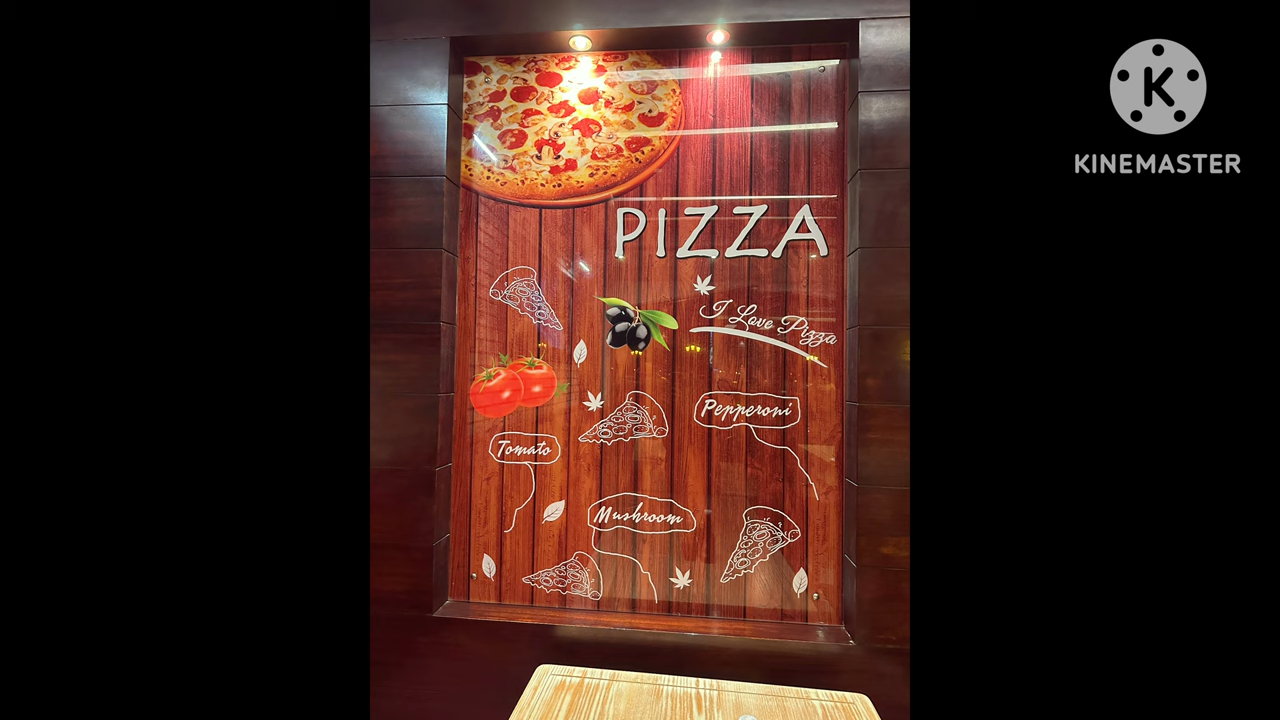 K
KINEMASTER
PIZZA
I Love Pizza
Pepperoni
Tomato
Mushroom